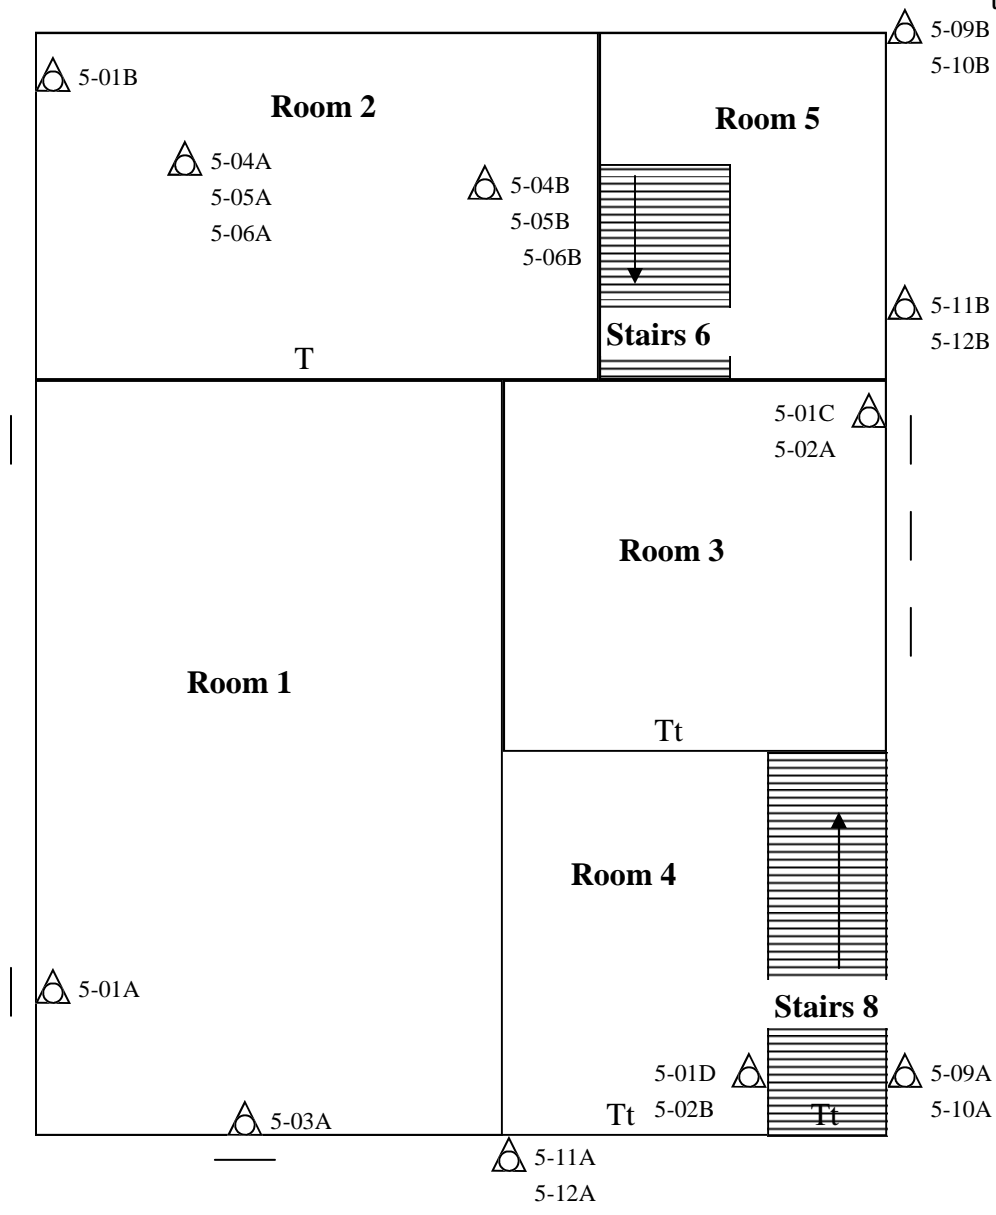 5-09B
5-10B
5-01B
Room 2
Room 5
5-04A
5-05A
5-06A
5-04B
5-05B
5-06B
5-11B
5-12B
Stairs 6
T
5-01C
5-02A
Room 3
Room 1
Tt
Room 4
5-01A
Stairs 8
5-01D
5-02B
Tt
Tt
5-09A
5-10A
5-03A
5-11A
5-12A